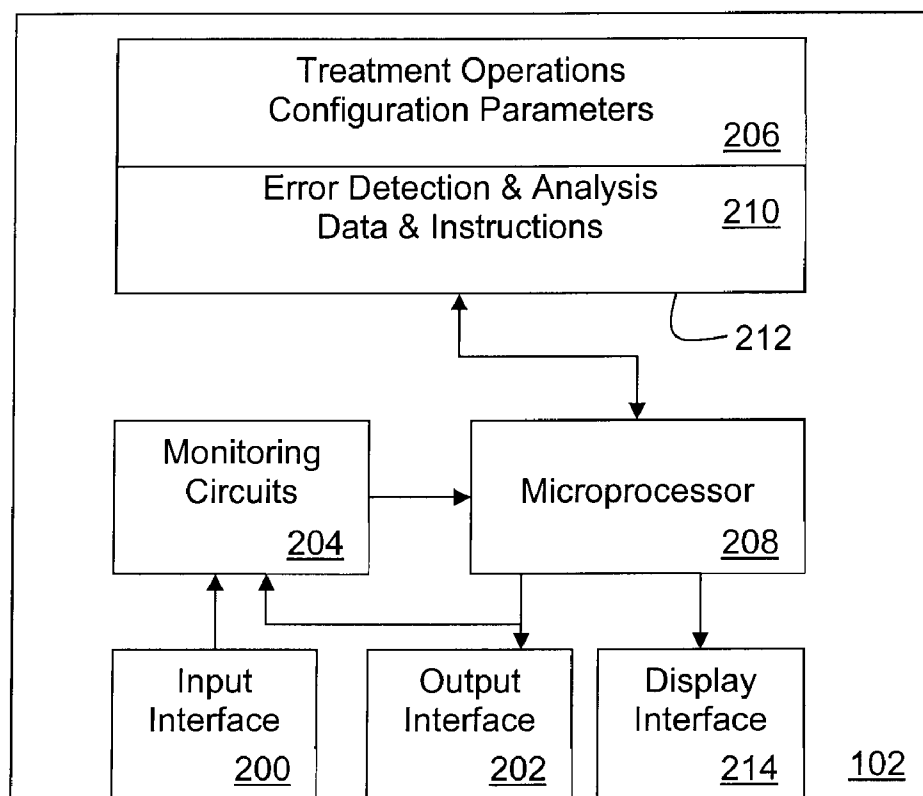 Treatment Operations
Configuration Parameters
206
Error Detection & Analysis
Data & Instructions
210
212
Monitoring
Circuits
204
Microprocessor
208
Input
Interface
200
Output
Interface
202
Display
Interface
214
102